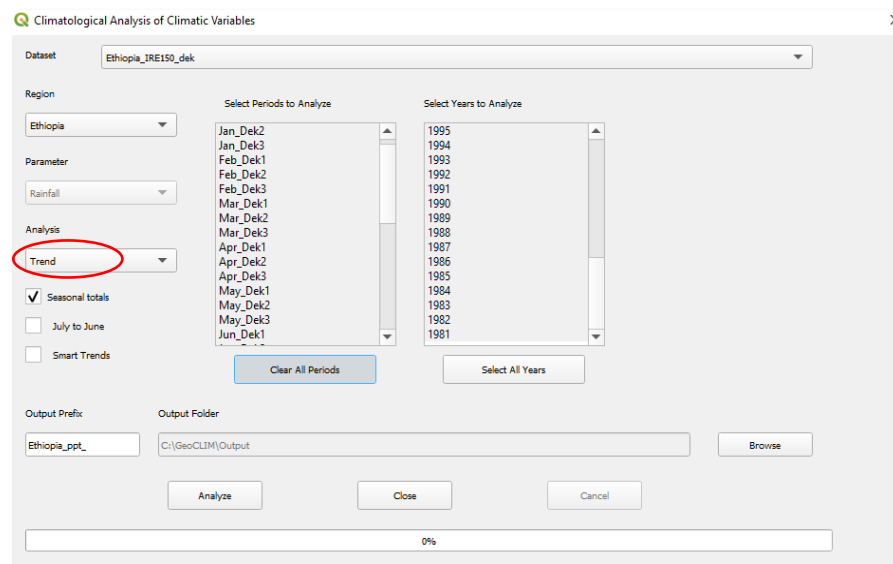 Climatological Analysis of Climatic Variables
Dataset
Ethiopia_IRE150_dek
Region
Ethiopia
Parameter
Rainfall
Analysis
Trend
Seasonal totals
July to June
Smart Trends
Select Periods to Analyze
Jan_Dek2
Jan_Dek3
Feb_Dek1
Feb_Dek2
Feb_Dek3
Mar_Dek1
Mar_Dek2
Mar_Dek3
Apr_Dek1
Apr_Dek2
Apr_Dek3
May_Dek1
May_Dek2
May_Dek3
Jun_Dek1
Clear All Periods
Select Years to Analyze
1995
1994
1993
1992
1991
1990
1989
1988
1987
1986
1985
1984
1983
1982
1981
Select All Years
Output Prefix
Ethiopia_ppt_
Output Folder
C:\GeoCLIM\Output
Browse
Analyze
Close
Cancel
0%